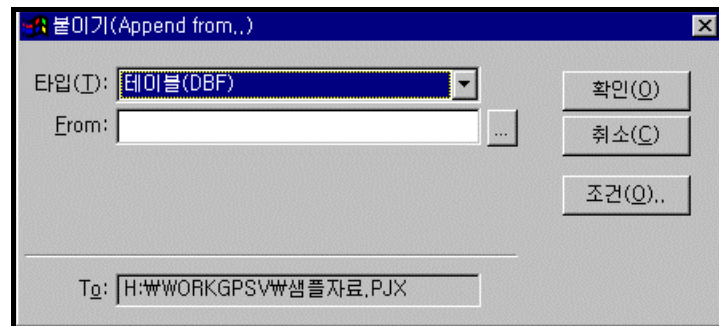 붙이기(Append from,,)
타입(T): 테이블(DBF)
확인(O)
From: ...
취소(C)
조건(O),,
To: H:₩WORKGPSV₩샘플자료,PJX